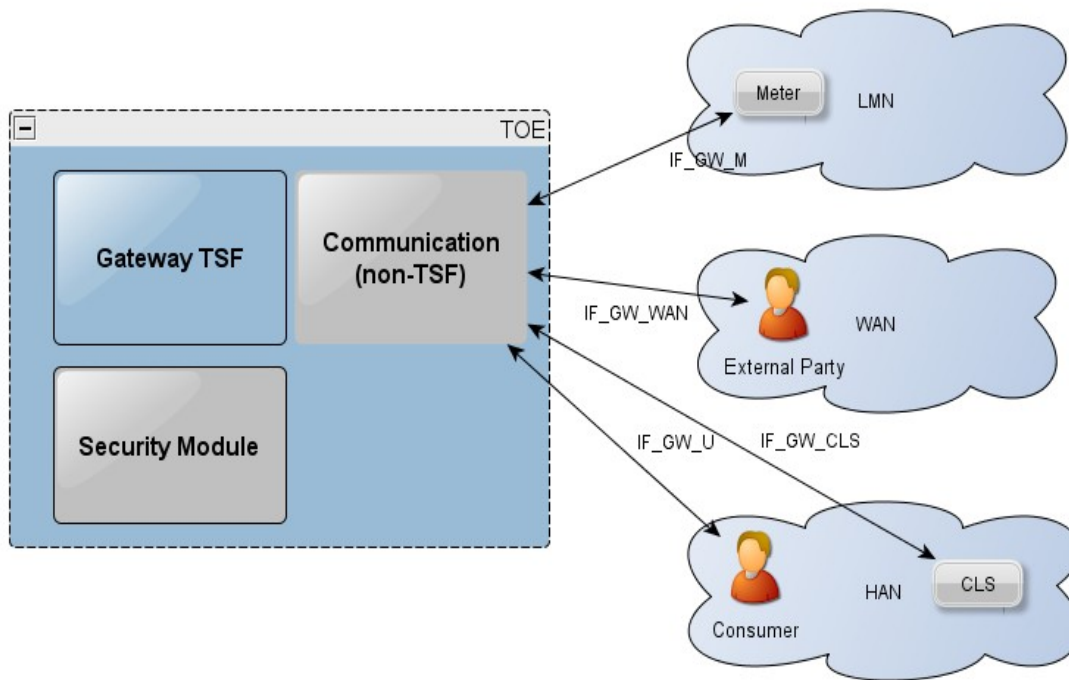 TOE
Gateway TSF
Communication
(non-TSF)
Security Module
Meter
LMN
IF_GW_M
IF_GW_WAN
WAN
External Party
IF_GW_U
IF_GW_CLS
HAN
CLS
Consumer